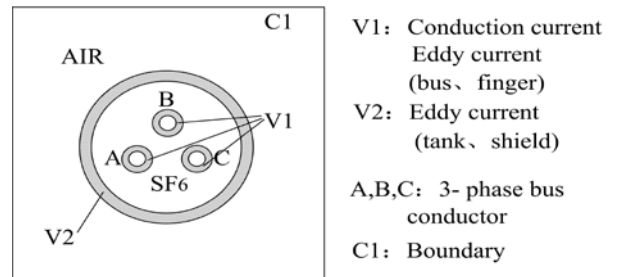 C1
AIR
B
V1
A
C
SF6
V2
V1: Conduction current
Eddy current
(bus、finger)
V2: Eddy current
(tank、shield)
A,B,C: 3- phase bus
conductor
C1: Boundary